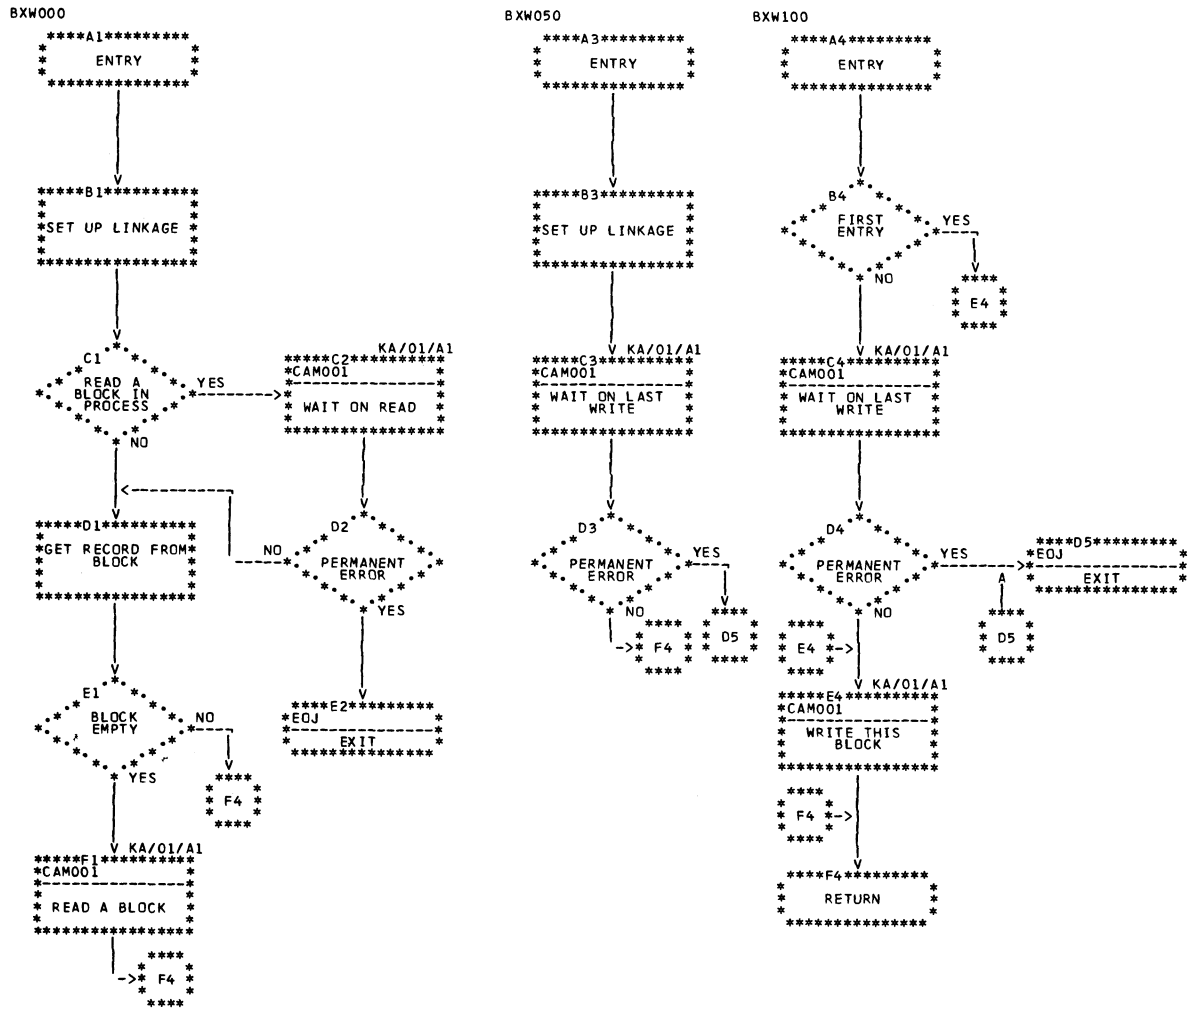 BXW000
BXW050
BXW100
A1
ENTRY
A3
ENTRY
A4
ENTRY
B1
SET UP LINKAGE
B3
SET UP LINKAGE
B4
FIRST
ENTRY
YES
NO
E4
C1
READ A
BLOCK IN
PROCESS
YES
NO
KA/01/A1
C2
CAM001
WAIT ON READ
KA/01/A1
C3
CAM001
WAIT ON LAST
WRITE
KA/01/A1
C4
CAM001
WAIT ON LAST
WRITE
D1
GET RECORD FROM
BLOCK
D2
NO
PERMANENT
ERROR
YES
D3
PERMANENT
ERROR
YES
NO
F4
D5
D4
PERMANENT
ERROR
YES
NO
D5
EOJ
EXIT
D5
E4
E1
BLOCK
EMPTY
NO
YES
F4
E2
EOJ
EXIT
KA/01/A1
E4
CAM001
WRITE THIS
BLOCK
F4
KA/01/A1
F1
CAM001
READ A BLOCK
F4
F4
RETURN